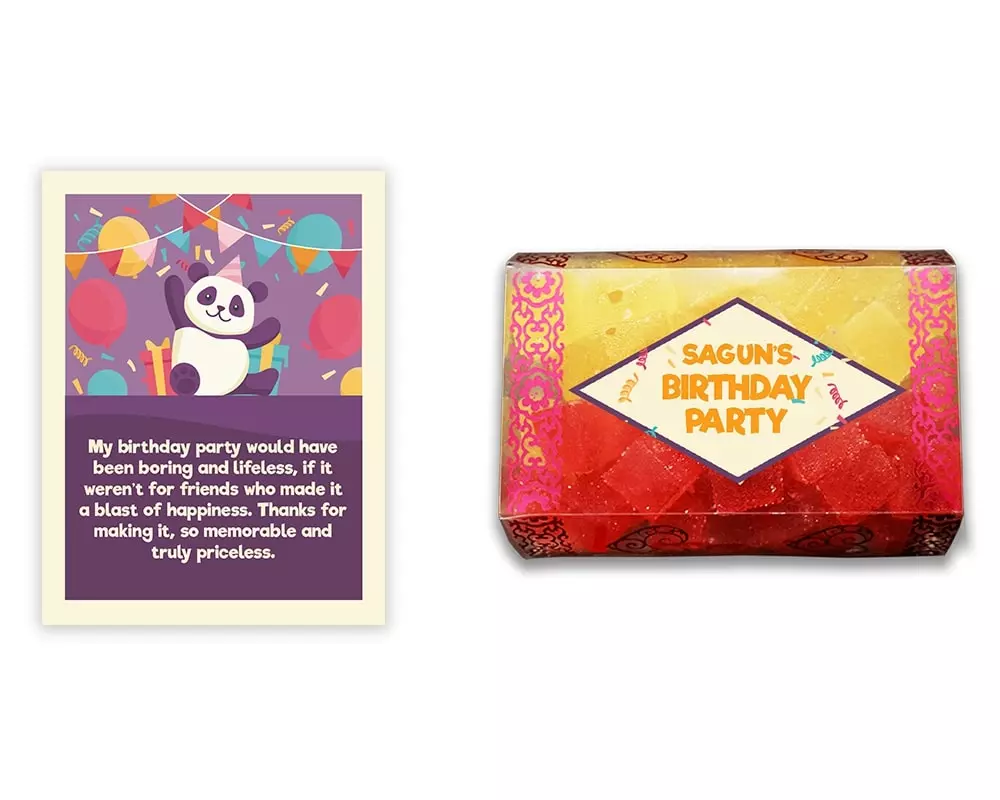 My birthday party would have
been boring and lifeless, if it
weren't for friends who made it
a blast of happiness. Thanks for
making it, so memorable and
truly priceless.
SAGUN'S
BIRTHDAY
PARTY